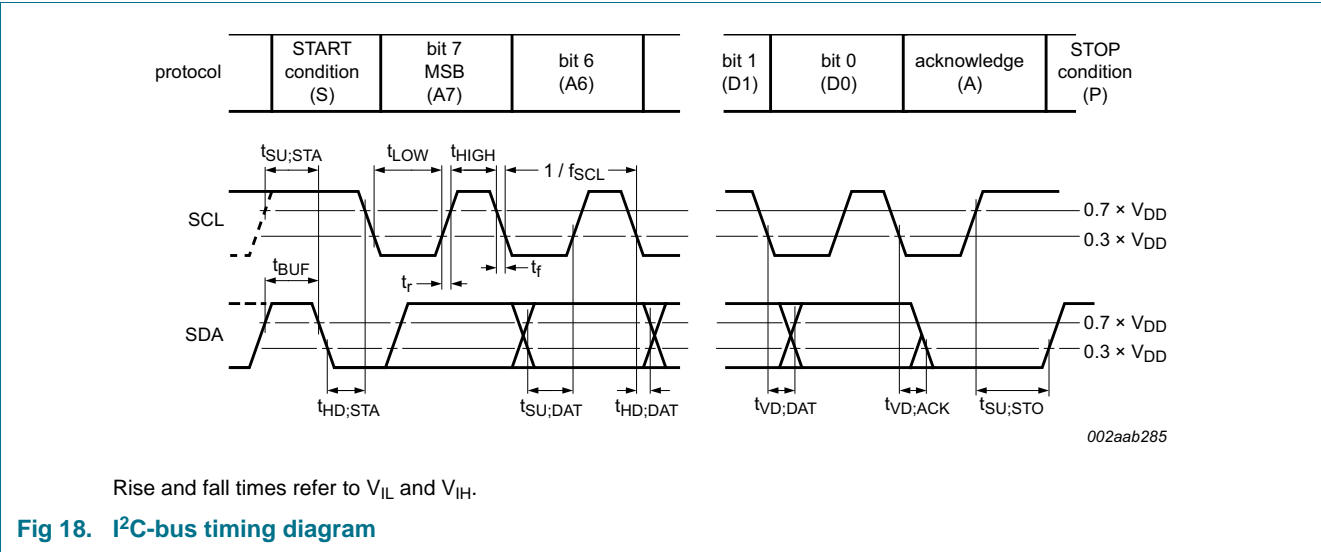 protocol
START
condition
(S)
bit 7
MSB
(A7)
bit 6
(A6)
bit 1
(D1)
bit 0
(D0)
acknowledge
(A)
STOP
condition
(P)
tSU;STA
tLOW
tHIGH
1 / fSCL
SCL
0.7 × VDD
0.3 × VDD
tBUF
tr
tf
SDA
0.7 × VDD
0.3 × VDD
tHD;STA
tSU;DAT
tHD;DAT
tVD;DAT
tVD;ACK
tSU;STO
002aab285
Rise and fall times refer to VIL and VIH.
Fig 18. I²C-bus timing diagram